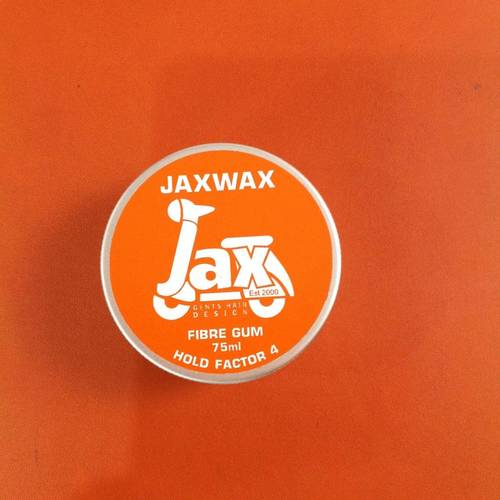 JAXWAX
Jax
Est 2000
GENTS HAIR
DESIGN
FIBRE GUM
75ml
HOLD FACTOR 4